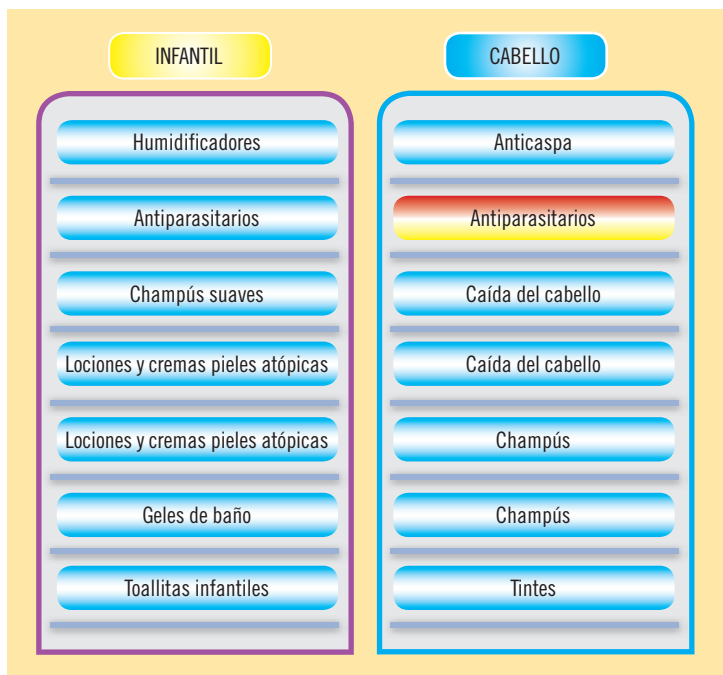 INFANTIL
Humidificadores
Antiparasitarios
Champús suaves
Lociones y cremas pieles atópicas
Lociones y cremas pieles atópicas
Geles de baño
Toallitas infantiles
CABELLO
Anticaspa
Antiparasitarios
Caída del cabello
Caída del cabello
Champús
Champús
Tintes